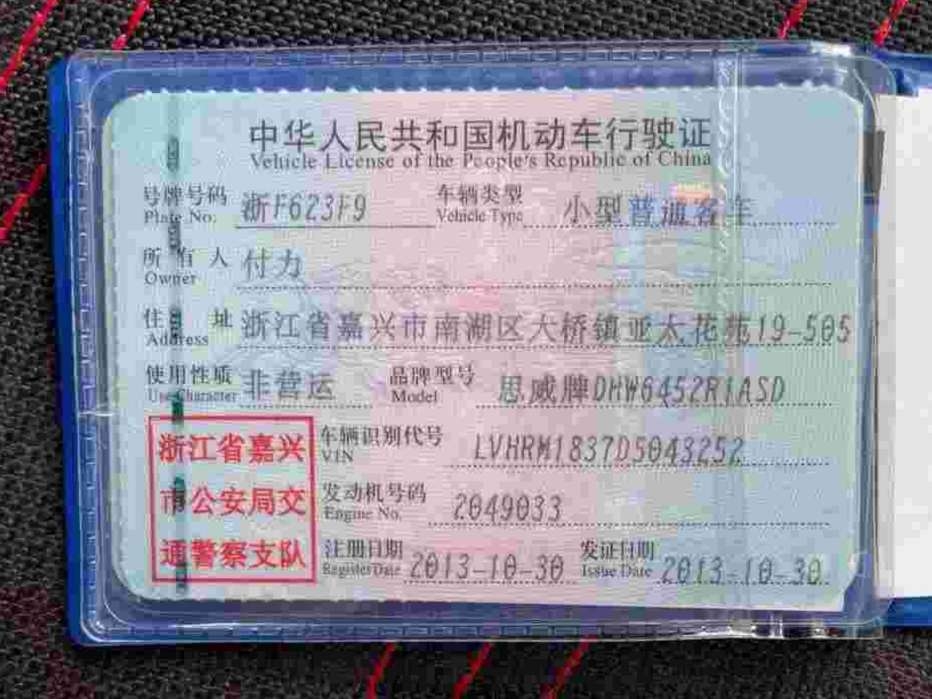 中华人民共和国机动车行驶证
Vehicle License of the People's Republic of China
号牌号码 浙F623F9 车辆类型 小型普通客车
Plate No. Vehicle Type
所有人 付力
Owner
住址 浙江省嘉兴市南湖区大桥镇亚太花苑19-505
Address
使用性质 非营运 品牌型号 思威牌DHW6452R1ASD
Use Character Model
浙江省嘉兴
市公安局交
通警察支队
车辆识别代号 LVHRM1837D5043252
VIN
发动机号码 2049033
Engine No.
注册日期 2013-10-30 发证日期 2013-10-30
Register Date Issue Date